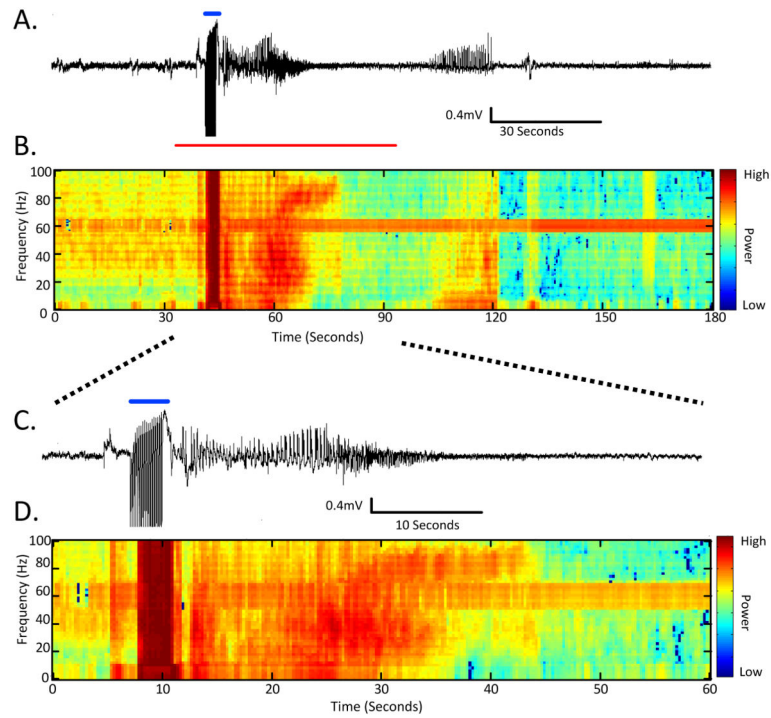 A.
0.4mV
30 Seconds
B.
Frequency (Hz)
100
80
60
40
20
0
0 30 60 90 120 150 180
Time (Seconds)
High
Power
Low
C.
0.4mV
10 Seconds
D.
Frequency (Hz)
100
80
60
40
20
0
0 10 20 30 40 50 60
Time (Seconds)
High
Power
Low